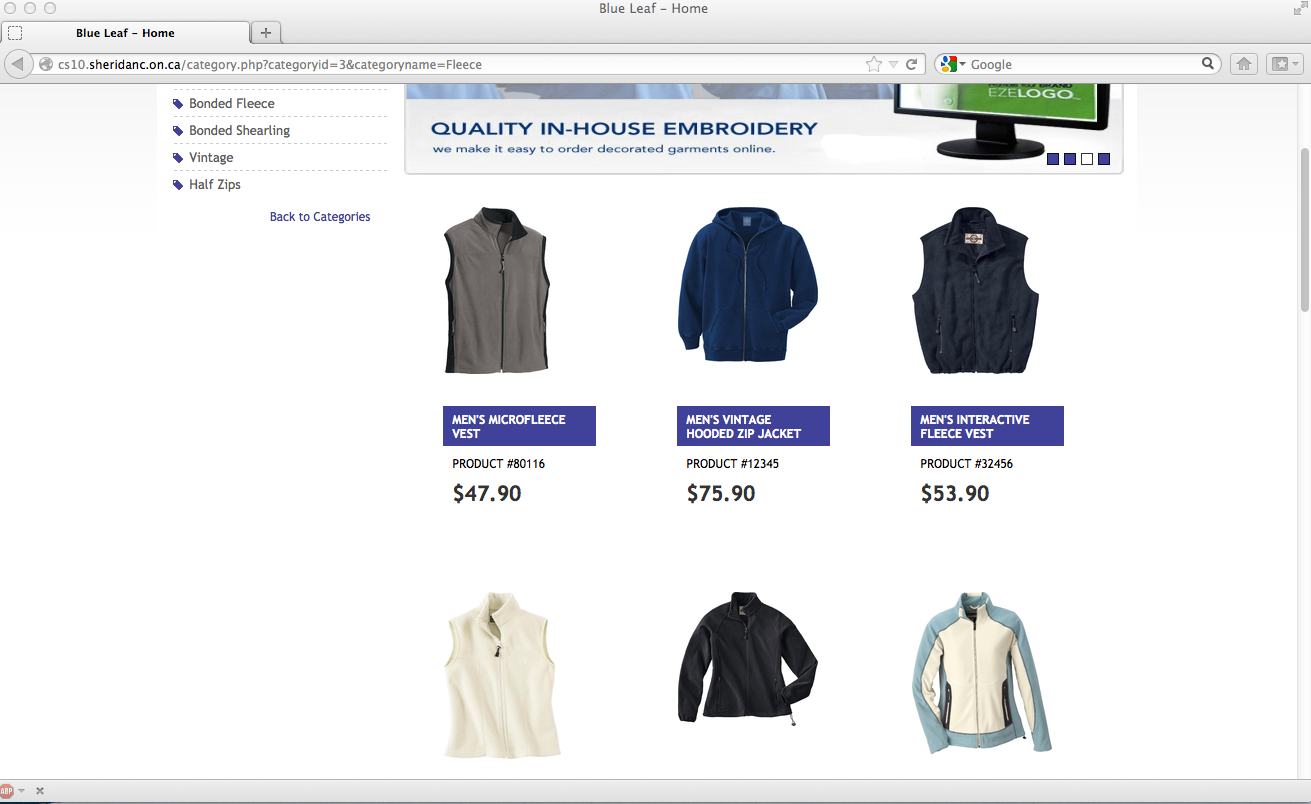 Blue Leaf – Home
Blue Leaf – Home
cs10.sheridanc.on.ca/category.php?categoryid=3&categoryname=Fleece
Google
Bonded Fleece
Bonded Shearling
Vintage
Half Zips
Back to Categories
EZELOGO
QUALITY IN-HOUSE EMBROIDERY
we make it easy to order decorated garments online.
MEN'S MICROFLEECE
VEST
PRODUCT #80116
$47.90
MEN'S VINTAGE
HOODED ZIP JACKET
PRODUCT #12345
$75.90
MEN'S INTERACTIVE
FLEECE VEST
PRODUCT #32456
$53.90
ABP